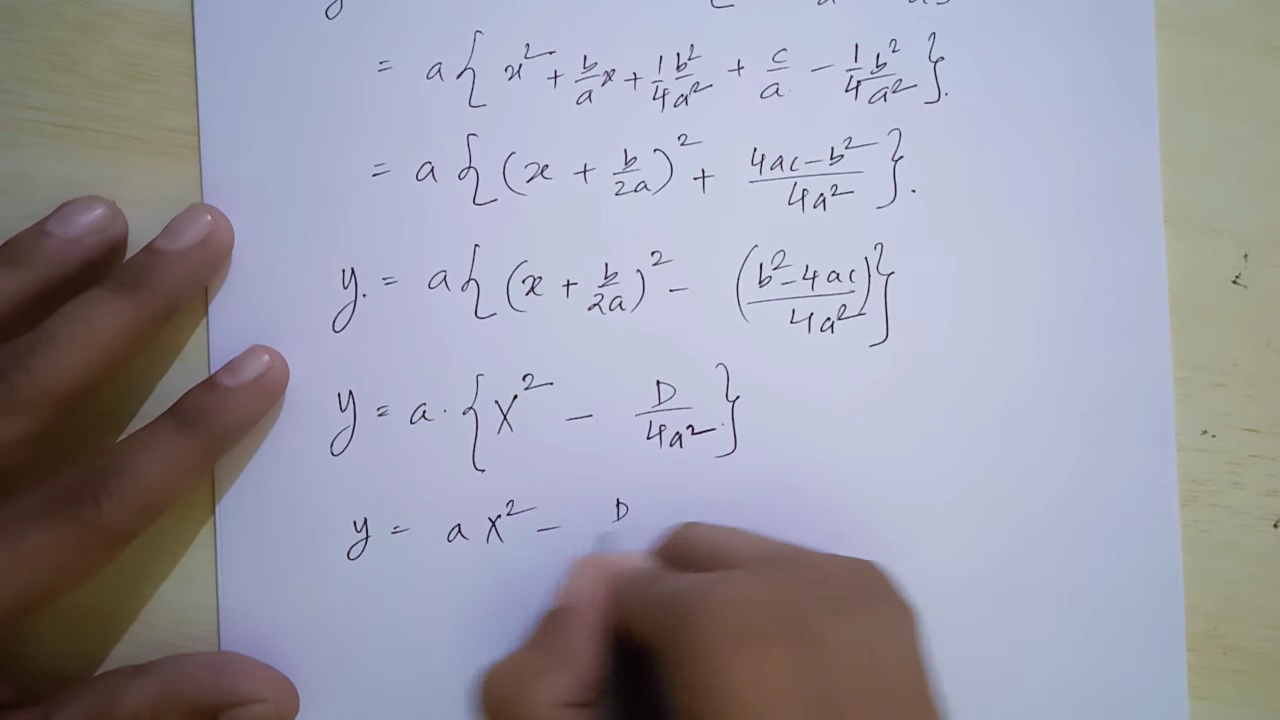 = a{ x² + b/a x + 1/4 b²/a² + c/a - 1/4 b²/a² }.
= a{ (x + b/2a)² + 4ac-b²/4a² }.
y. = a{ (x + b/2a)² - (b²-4ac/4a²) }
y = a. { X² - D/4a² }
y = a X² - D